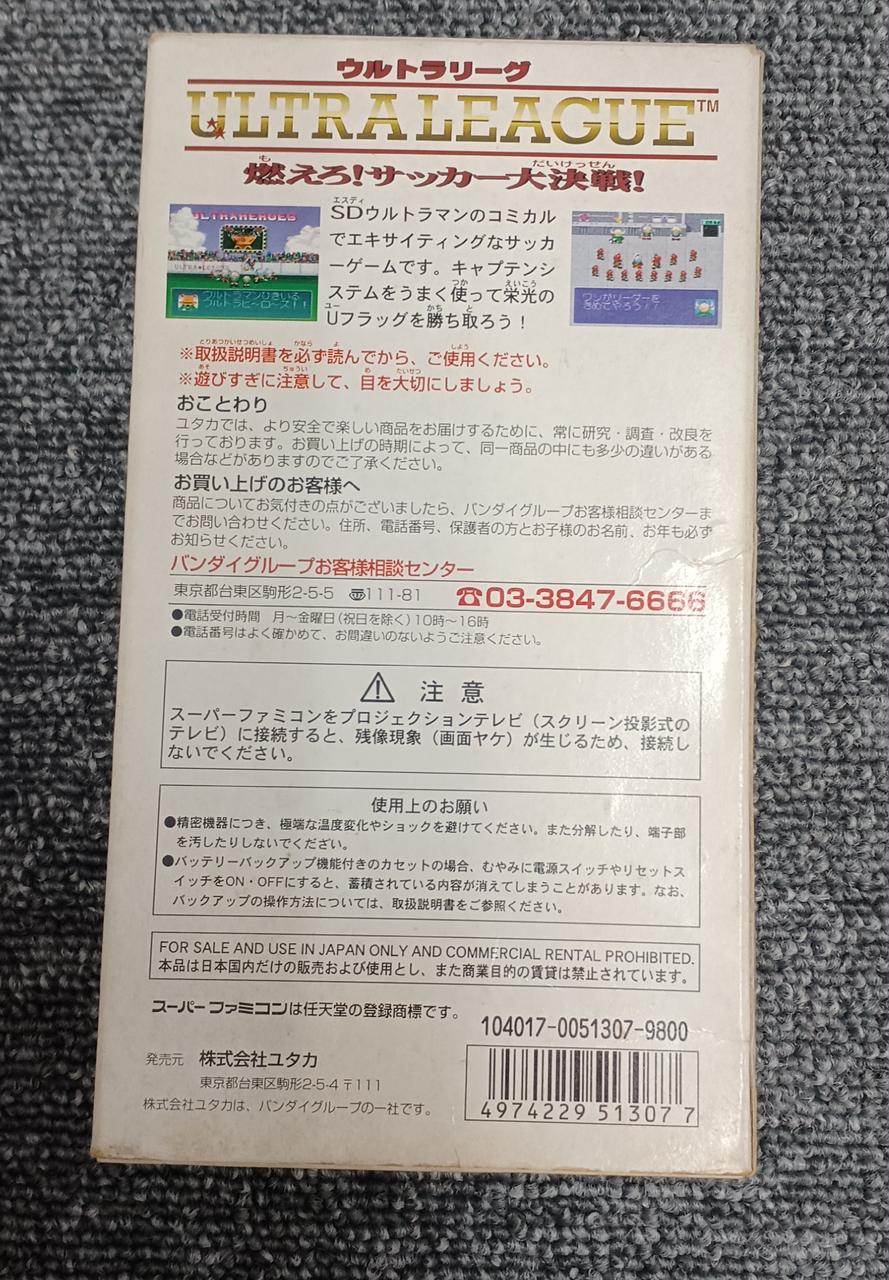 ウルトラリーグ
ULTRA LEAGUE™
燃えろ!サッカー大決戦!
ULTRAHEROES
ウルトラマンひきいる
ウルトラヒーローズ!!
SDウルトラマンのコミカル
でエキサイティングなサッカ
ーゲームです。キャプテンシ
ステムをうまく使って栄光の
Uフラッグを勝ち取ろう!
ワンがリーダーを
きめてやろう!!
※取扱説明書を必ず読んでから、ご使用ください。
※遊びすぎに注意して、目を大切にしましょう。
おことわり
ユタカでは、より安全で楽しい商品をお届けするために、常に研究・調査・改良を
行っております。お買い上げの時期によって、同一商品の中にも多少の違いがある
場合などがありますのでご了承ください。
お買い上げのお客様へ
商品についてお気付きの点がございましたら、バンダイグループお客様相談センターま
でお問い合わせください。住所、電話番号、保護者の方とお子様のお名前、お年も必ず
お知らせください。
バンダイグループお客様相談センター
東京都台東区駒形2-5-5 〠111-81 ☎03-3847-6666
●電話受付時間 月〜金曜日(祝日を除く)10時〜16時
●電話番号はよく確かめて、お間違いのないようご注意ください。
⚠ 注意
スーパーファミコンをプロジェクションテレビ(スクリーン投影式の
テレビ)に接続すると、残像現象(画面ヤケ)が生じるため、接続し
ないでください。
使用上のお願い
●精密機器につき、極端な温度変化やショックを避けてください。また分解したり、端子部
を汚したりしないでください。
●バッテリーバックアップ機能付きのカセットの場合、むやみに電源スイッチやリセットス
イッチをON・OFFにすると、蓄積されている内容が消えてしまうことがあります。なお、
バックアップの操作方法については、取扱説明書をご参照ください。
FOR SALE AND USE IN JAPAN ONLY AND COMMERCIAL RENTAL PROHIBITED.
本品は日本国内だけの販売および使用とし、また商業目的の賃貸は禁止されています。
スーパーファミコンは任天堂の登録商標です。
104017-0051307-9800
発売元 株式会社ユタカ
東京都台東区駒形2-5-4 〒111
株式会社ユタカは、バンダイグループの一社です。
4974229 513077